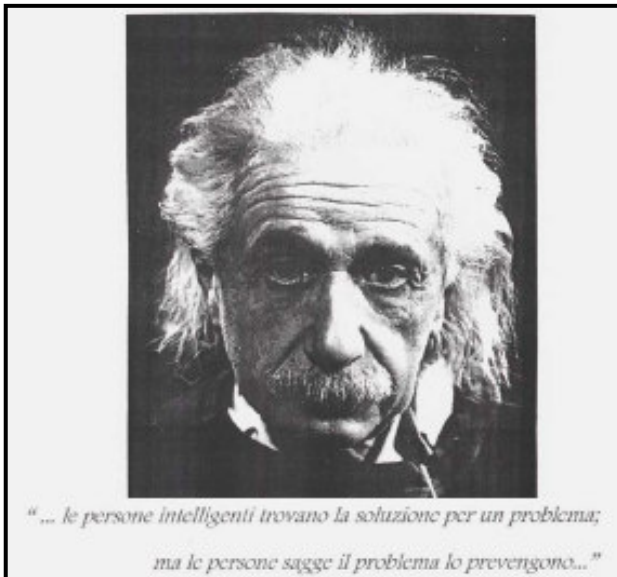 “ ... le persone intelligenti trovano la soluzione per un problema;
ma le persone sagge il problema lo prevengono...”